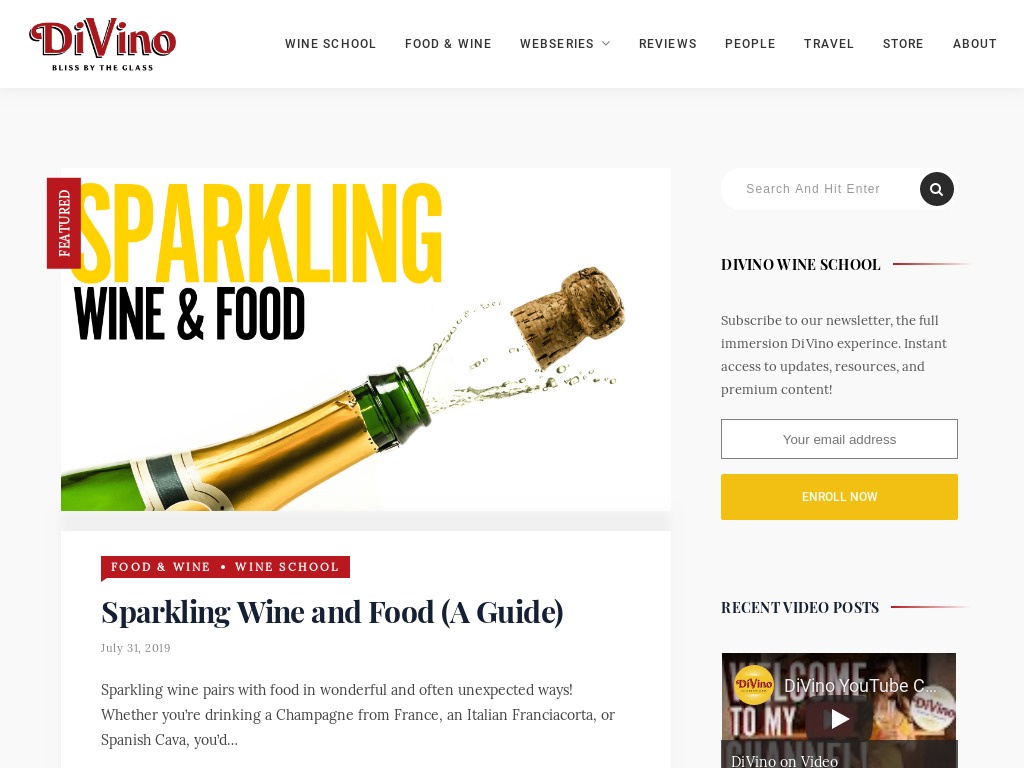 DiVino
BLISS BY THE GLASS
WINE SCHOOL
FOOD & WINE
WEBSERIES
REVIEWS
PEOPLE
TRAVEL
STORE
ABOUT
FEATURED
SPARKLING
WINE & FOOD
FOOD & WINE • WINE SCHOOL
Sparkling Wine and Food (A Guide)
July 31, 2019
Sparkling wine pairs with food in wonderful and often unexpected ways!
Whether you're drinking a Champagne from France, an Italian Franciacorta, or
Spanish Cava, you'd...
Search And Hit Enter
DIVINO WINE SCHOOL
Subscribe to our newsletter, the full
immersion DiVino experince. Instant
access to updates, resources, and
premium content!
Your email address
ENROLL NOW
RECENT VIDEO POSTS
WELCOME
DiVino
DiVino YouTube C...
DiVino
TO MY
CHANNEL!
DiVino on Video